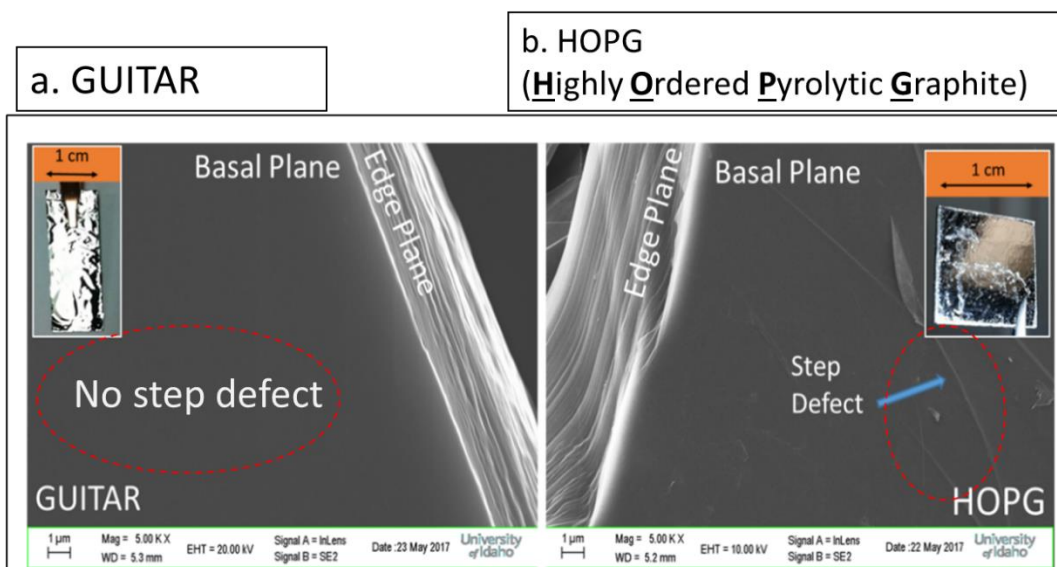 a. GUITAR
b. HOPG
(Highly Ordered Pyrolytic Graphite)
1 cm
Basal Plane
Edge Plane
No step defect
GUITAR
1 µm
Mag = 5.00 K X
WD = 5.3 mm
EHT = 20.00 kV
Signal A = InLens
Signal B = SE2
Date :23 May 2017
University
of Idaho
Edge Plane
Basal Plane
1 cm
Step
Defect
HOPG
1 µm
Mag = 5.00 K X
WD = 5.2 mm
EHT = 10.00 kV
Signal A = InLens
Signal B = SE2
Date :22 May 2017
University
of Idaho